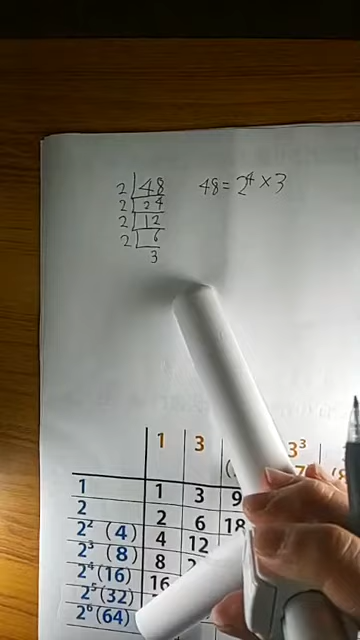 2 | 48   48 = 2⁴ × 3
2 | 24
2 | 12
2 | 6
3
1 3 3³
1 1 3 9
2 2 6 18
2² (4) 4 12
2³ (8) 8
2⁴ (16) 16
2⁵ (32)
2⁶ (64)